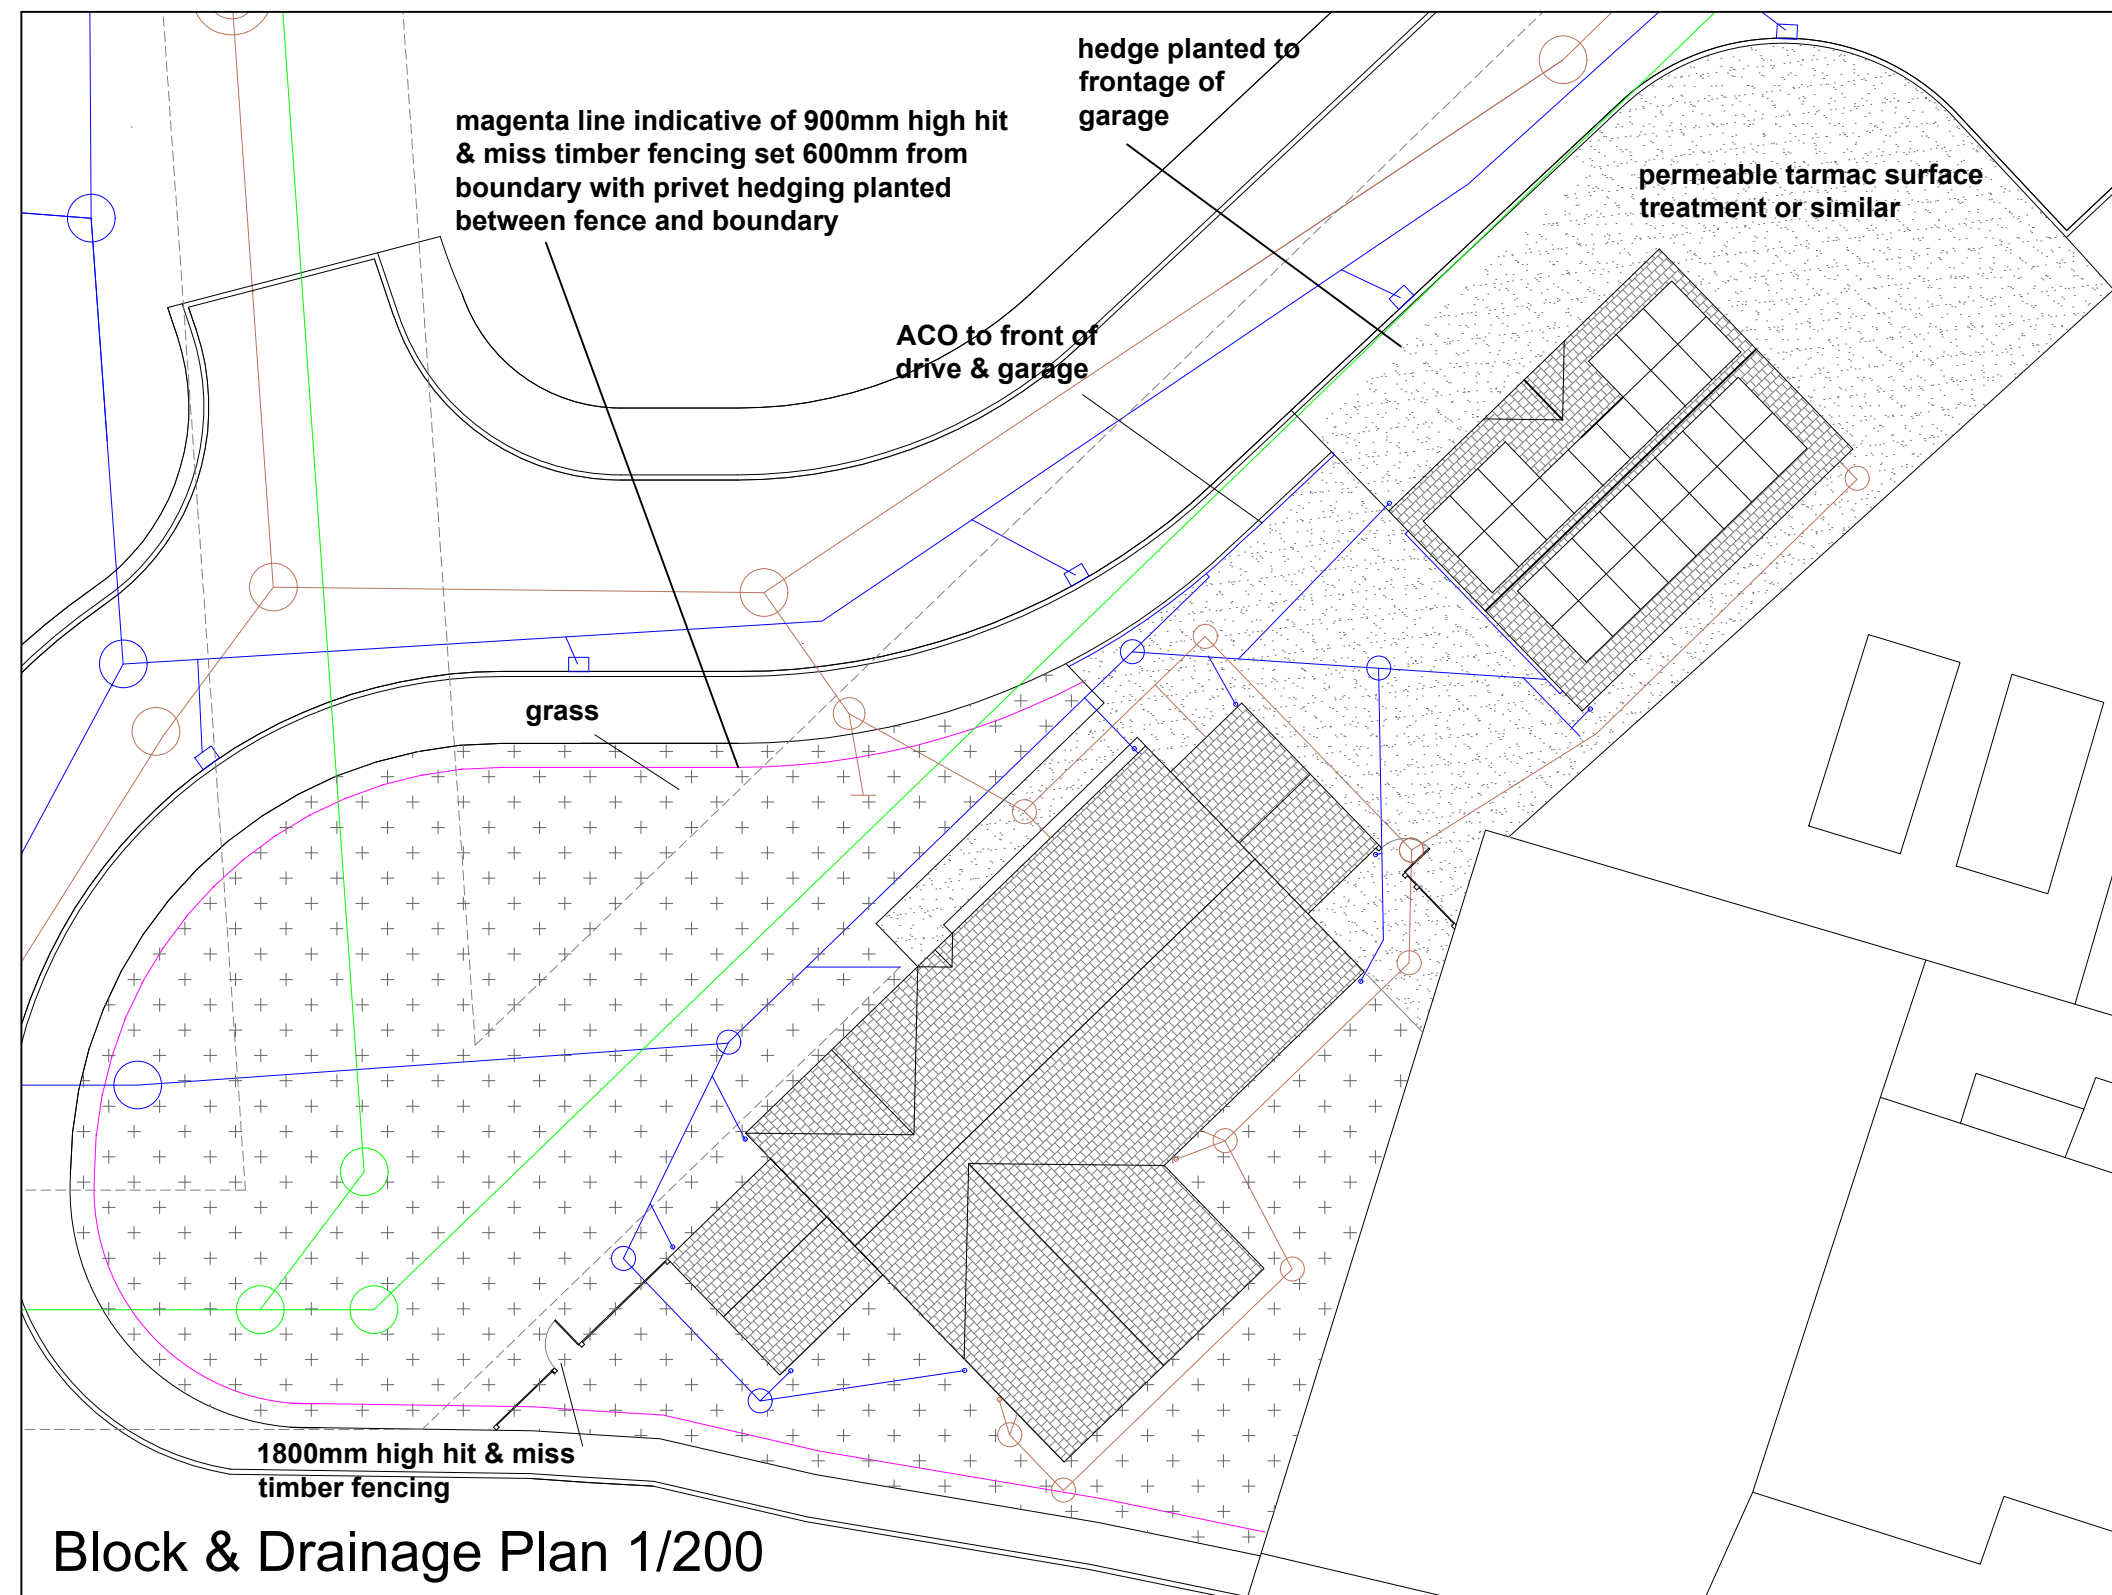 hedge planted to
frontage of
garage
magenta line indicative of 900mm high hit
& miss timber fencing set 600mm from
boundary with privet hedging planted
between fence and boundary
permeable tarmac surface
treatment or similar
ACO to front of
drive & garage
grass
1800mm high hit & miss
timber fencing
Block & Drainage Plan 1/200